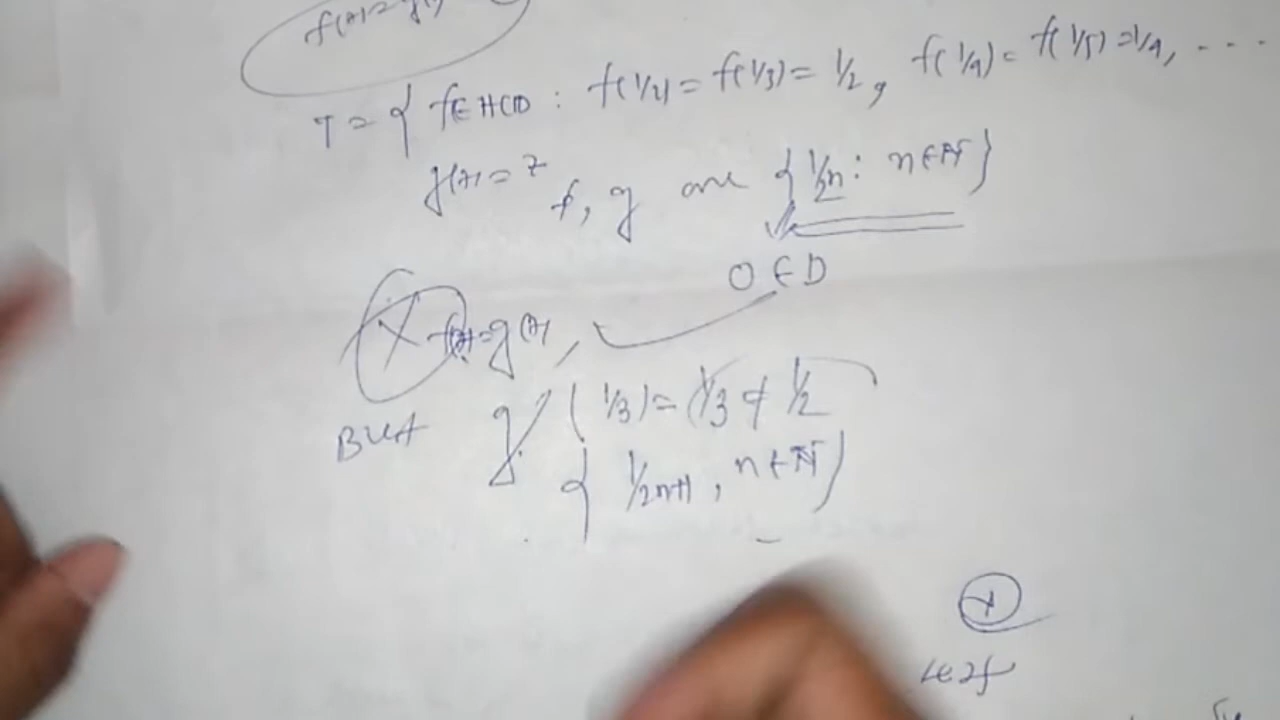 f(z)=g(z)
T = { f∈H(D) : f(1/2) = f(1/3) = 1/2, f(1/4) = f(1/5) = 1/4, ...
g(z) = z
f, g are { 1/2n : n∈N }
0 ∈ D
X f(z)=g(z),
But g(1/3) = 1/3 ≠ 1/2
{ 1/2n+1, n∈N }